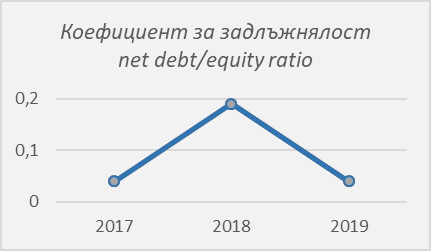 Коефициент за задлъжнялост
net debt/equity ratio
0,2
0,1
0
2017 2018 2019